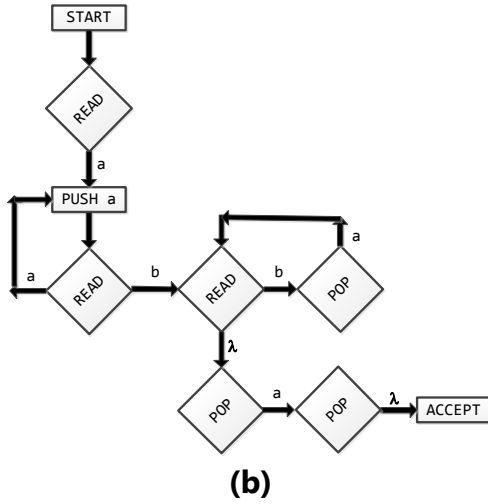 START
READ
a
PUSH a
a
READ
b
READ
b
POP
a
λ
POP
a
POP
λ
ACCEPT
(b)